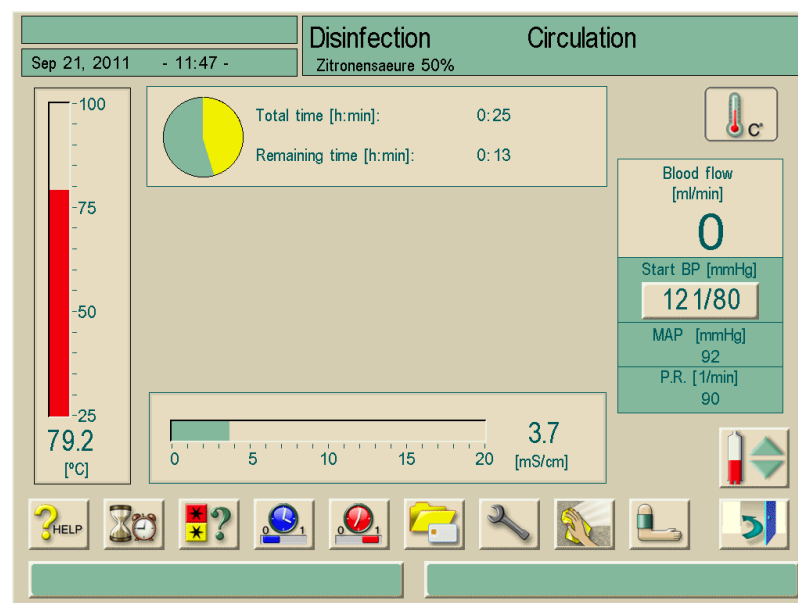 Disinfection Circulation
Sep 21, 2011 - 11:47 -
Zitronensaeure 50%
100
75
50
25
79.2
[°C]
Total time [h:min]: 0:25
Remaining time [h:min]: 0:13
C°
Blood flow
[ml/min]
0
Start BP [mmHg]
121/80
MAP [mmHg]
92
P.R. [1/min]
90
0 5 10 15 20
3.7
[mS/cm]
? HELP
?
0 1
0 1